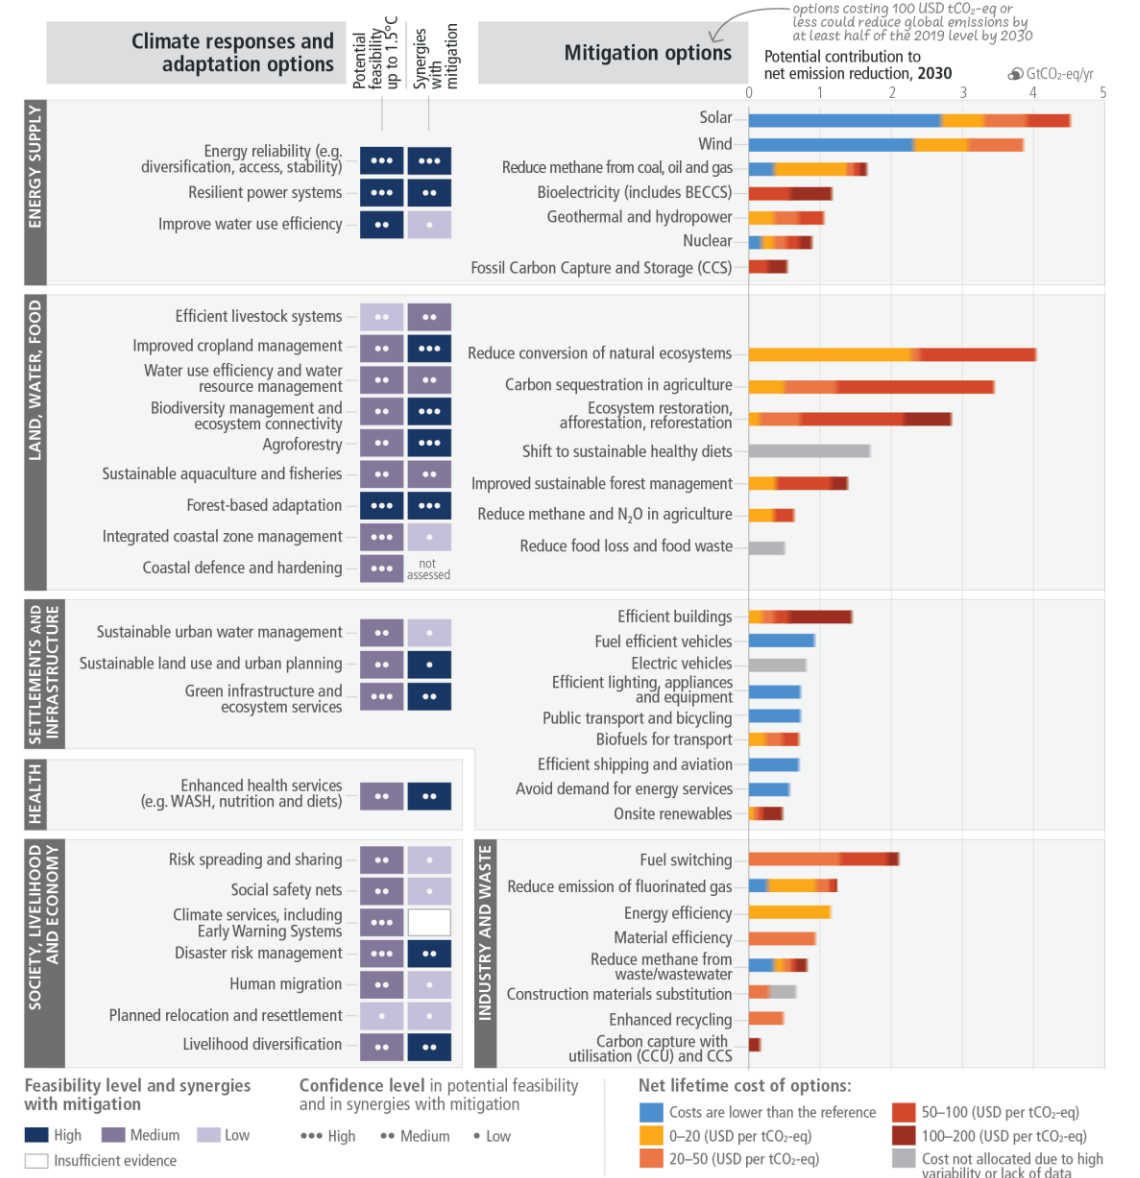 options costing 100 USD tCO₂-eq or
less could reduce global emissions by
at least half of the 2019 level by 2030
Climate responses and
adaptation options
Potential
feasibility
up to 1.5°C
Synergies
with
mitigation
Mitigation options
Potential contribution to
net emission reduction, 2030
GtCO₂-eq/yr
0 1 2 3 4 5
ENERGY SUPPLY
Energy reliability (e.g.
diversification, access, stability)
Resilient power systems
Improve water use efficiency
Solar
Wind
Reduce methane from coal, oil and gas
Bioelectricity (includes BECCS)
Geothermal and hydropower
Nuclear
Fossil Carbon Capture and Storage (CCS)
LAND, WATER, FOOD
Efficient livestock systems
Improved cropland management
Water use efficiency and water
resource management
Biodiversity management and
ecosystem connectivity
Agroforestry
Sustainable aquaculture and fisheries
Forest-based adaptation
Integrated coastal zone management
Coastal defence and hardening
not
assessed
Reduce conversion of natural ecosystems
Carbon sequestration in agriculture
Ecosystem restoration,
afforestation, reforestation
Shift to sustainable healthy diets
Improved sustainable forest management
Reduce methane and N₂O in agriculture
Reduce food loss and food waste
SETTLEMENTS AND
INFRASTRUCTURE
Sustainable urban water management
Sustainable land use and urban planning
Green infrastructure and
ecosystem services
Efficient buildings
Fuel efficient vehicles
Electric vehicles
Efficient lighting, appliances
and equipment
Public transport and bicycling
Biofuels for transport
Efficient shipping and aviation
Avoid demand for energy services
Onsite renewables
HEALTH
Enhanced health services
(e.g. WASH, nutrition and diets)
SOCIETY, LIVELIHOOD
AND ECONOMY
Risk spreading and sharing
Social safety nets
Climate services, including
Early Warning Systems
Disaster risk management
Human migration
Planned relocation and resettlement
Livelihood diversification
INDUSTRY AND WASTE
Fuel switching
Reduce emission of fluorinated gas
Energy efficiency
Material efficiency
Reduce methane from
waste/wastewater
Construction materials substitution
Enhanced recycling
Carbon capture with
utilisation (CCU) and CCS
Feasibility level and synergies
with mitigation
High
Medium
Low
Insufficient evidence
Confidence level in potential feasibility
and in synergies with mitigation
••• High
•• Medium
• Low
Net lifetime cost of options:
Costs are lower than the reference
0–20 (USD per tCO₂-eq)
20–50 (USD per tCO₂-eq)
50–100 (USD per tCO₂-eq)
100–200 (USD per tCO₂-eq)
Cost not allocated due to high
variability or lack of data